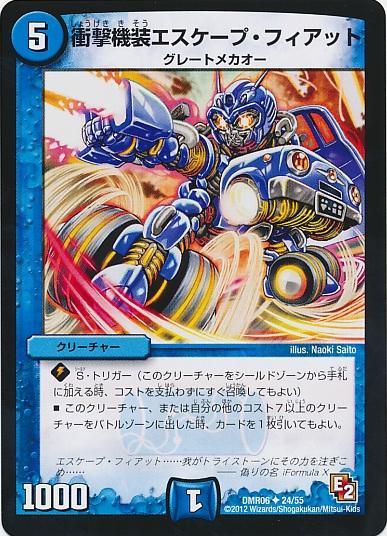 5
しょうげき き そう
衝撃機装エスケープ・フィアット
グレートメカオー
クリーチャー
illus. Naoki Saito
S・トリガー（このクリーチャーをシールドゾーンから手札
に加える時、コストを支払わずにすぐ召喚してもよい）
■ このクリーチャー、または自分の他のコスト7以上のクリー
チャーをバトルゾーンに出した時、カードを1枚引いてもよい。
エスケープ・フィアット……我がトライストーンにその力を注ぎこ
め……　―― 偽りの名 iFormula X
1000
1
DMR06 ◆ 24/55
©2012 Wizards/Shogakukan/Mitsui-Kids
E2